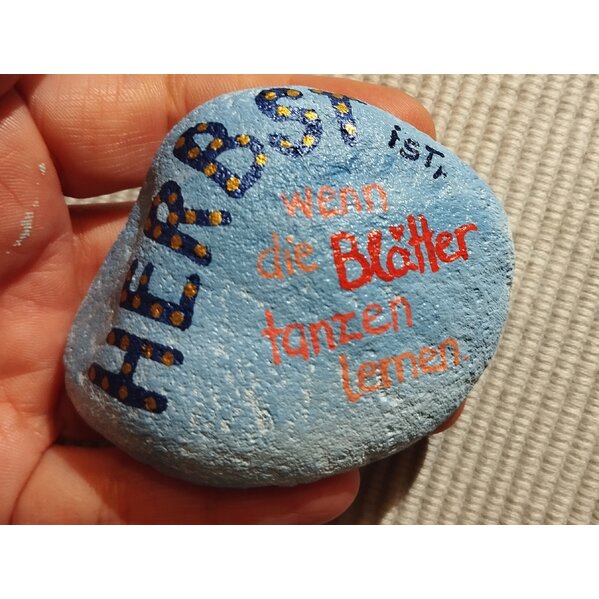 HERBST ist,
wenn
die Blätter
tanzen
lernen.